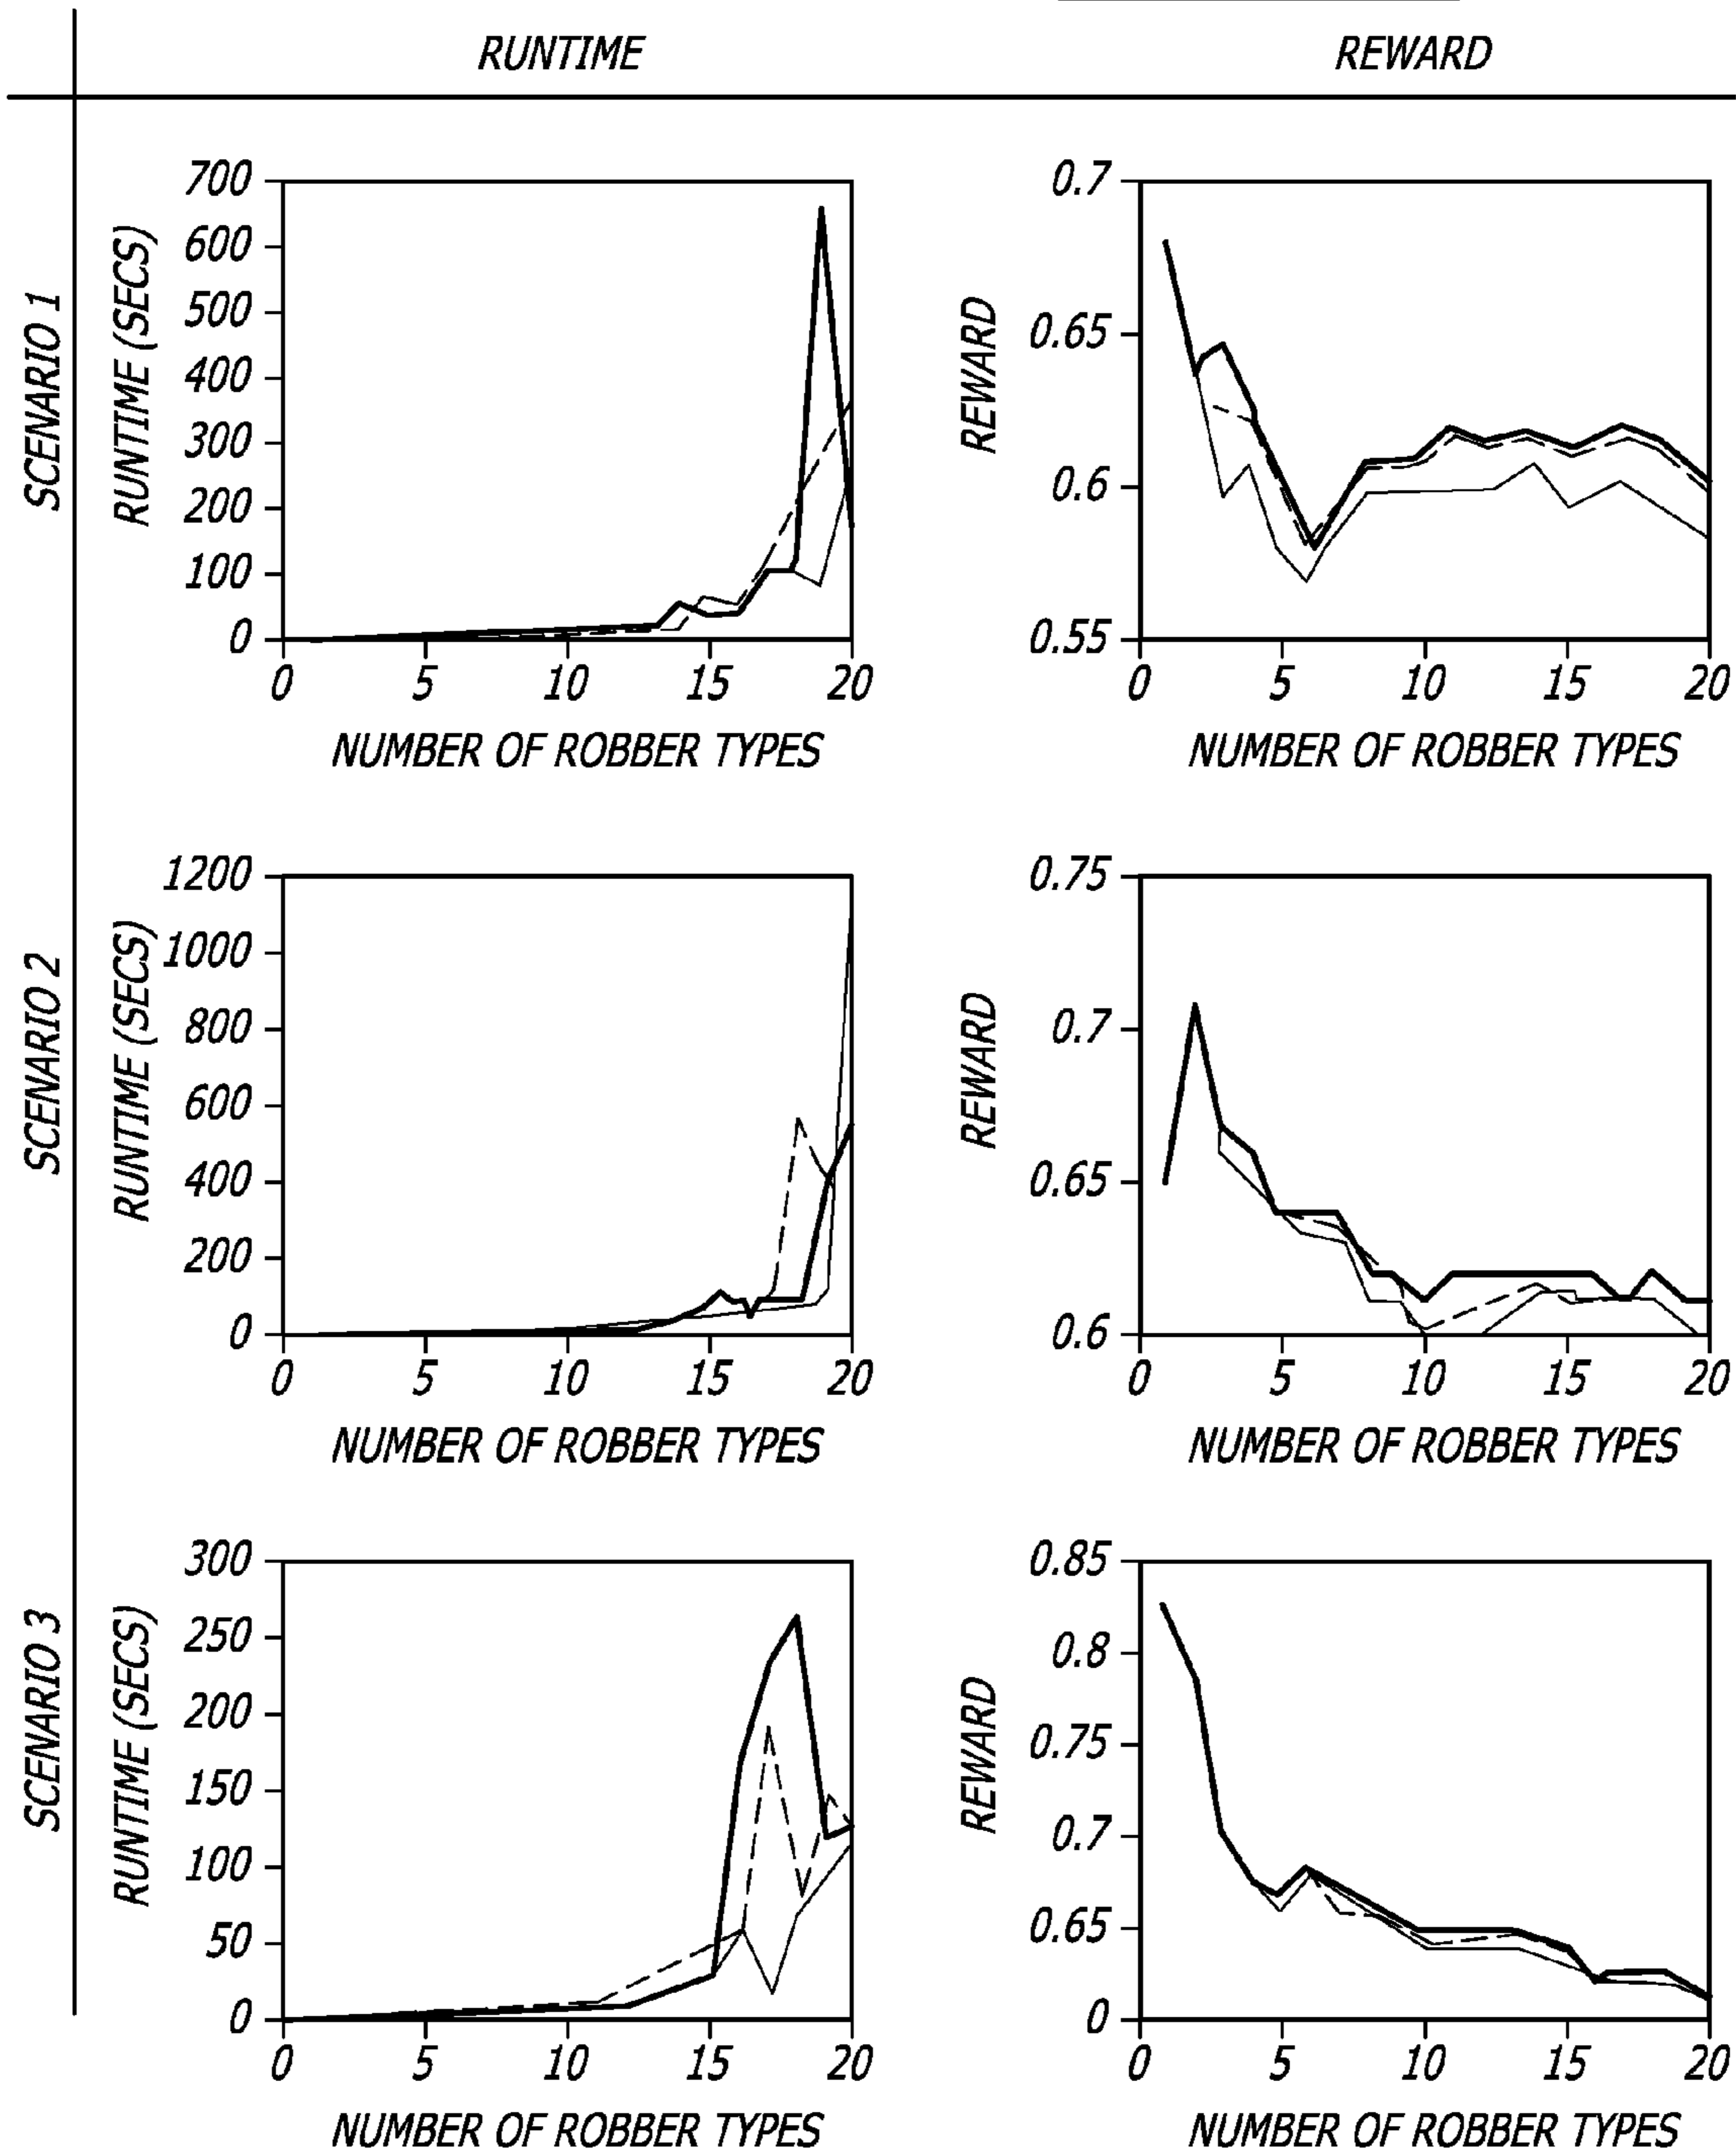 RUNTIME REWARD
SCENARIO 1
RUNTIME (SECS)
700
600
500
400
300
200
100
0
0 5 10 15 20
NUMBER OF ROBBER TYPES
REWARD
0.7
0.65
0.6
0.55
0 5 10 15 20
NUMBER OF ROBBER TYPES
SCENARIO 2
RUNTIME (SECS)
1200
1000
800
600
400
200
0
0 5 10 15 20
NUMBER OF ROBBER TYPES
REWARD
0.75
0.7
0.65
0.6
0 5 10 15 20
NUMBER OF ROBBER TYPES
SCENARIO 3
RUNTIME (SECS)
300
250
200
150
100
50
0
0 5 10 15 20
NUMBER OF ROBBER TYPES
REWARD
0.85
0.8
0.75
0.7
0.65
0
0 5 10 15 20
NUMBER OF ROBBER TYPES